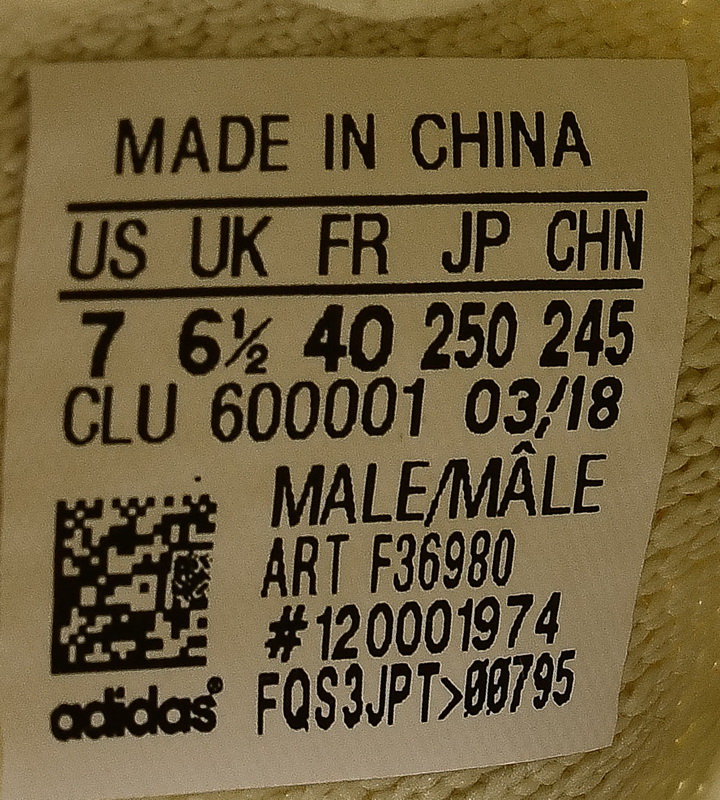 MADE IN CHINA
US UK FR JP CHN
7 6½ 40 250 245
CLU 600001 03/18
MALE/MÂLE
ART F36980
#120001974
FQS3JPT>00795
adidas®